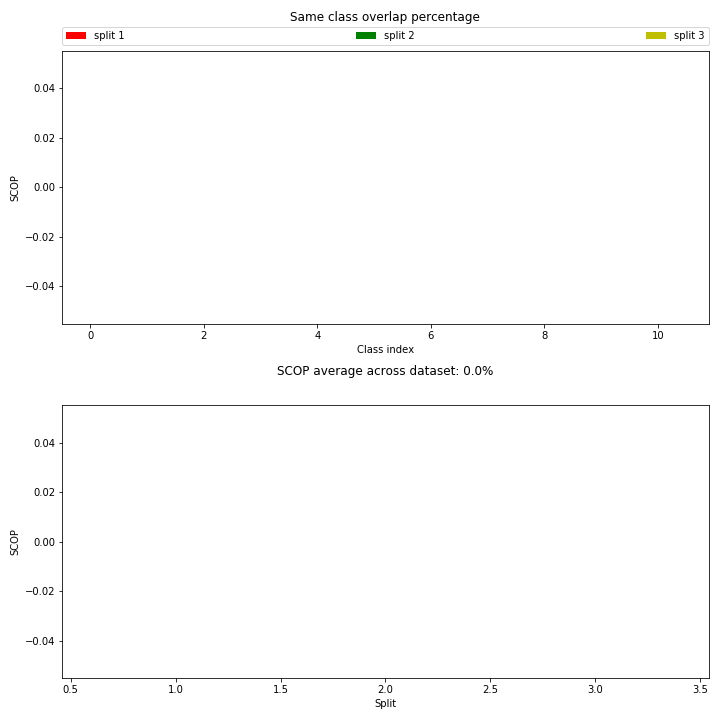 Same class overlap percentage
split 1 split 2 split 3
0.04
0.02
0.00
−0.02
−0.04
SCOP
0 2 4 6 8 10
Class index
SCOP average across dataset: 0.0%
0.04
0.02
0.00
−0.02
−0.04
SCOP
0.5 1.0 1.5 2.0 2.5 3.0 3.5
Split